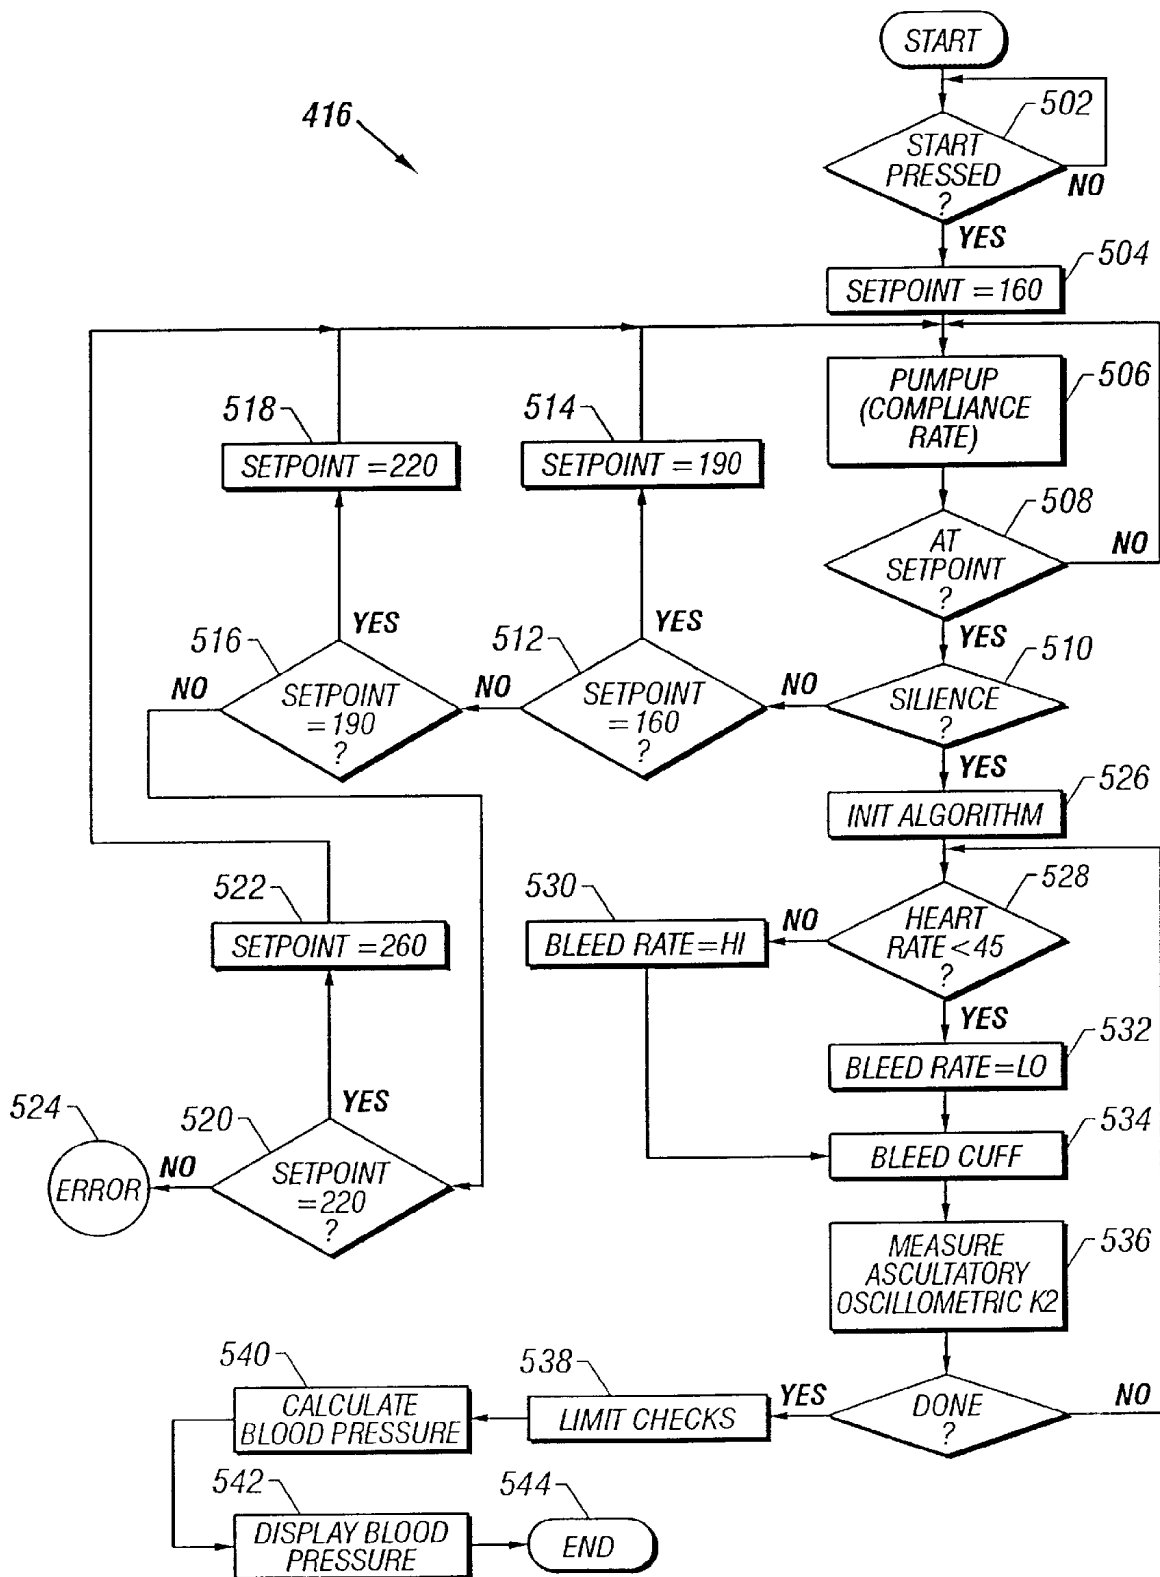 START
416
502
START
PRESSED
?
NO
YES
504
SETPOINT = 160
506
PUMPUP
(COMPLIANCE
RATE)
518
SETPOINT = 220
514
SETPOINT = 190
508
AT
SETPOINT
?
NO
YES
516
YES
SETPOINT
= 190
?
NO
512
YES
SETPOINT
= 160
?
NO
510
SILIENCE
?
NO
YES
526
INIT ALGORITHM
522
SETPOINT = 260
530
BLEED RATE = HI
528
HEART
RATE < 45
?
NO
YES
532
BLEED RATE = LO
524
ERROR
NO
520
YES
SETPOINT
= 220
?
534
BLEED CUFF
536
MEASURE
ASCULTATORY
OSCILLOMETRIC K2
540
CALCULATE
BLOOD PRESSURE
538
LIMIT CHECKS
YES
DONE
?
NO
542
DISPLAY BLOOD
PRESSURE
544
END